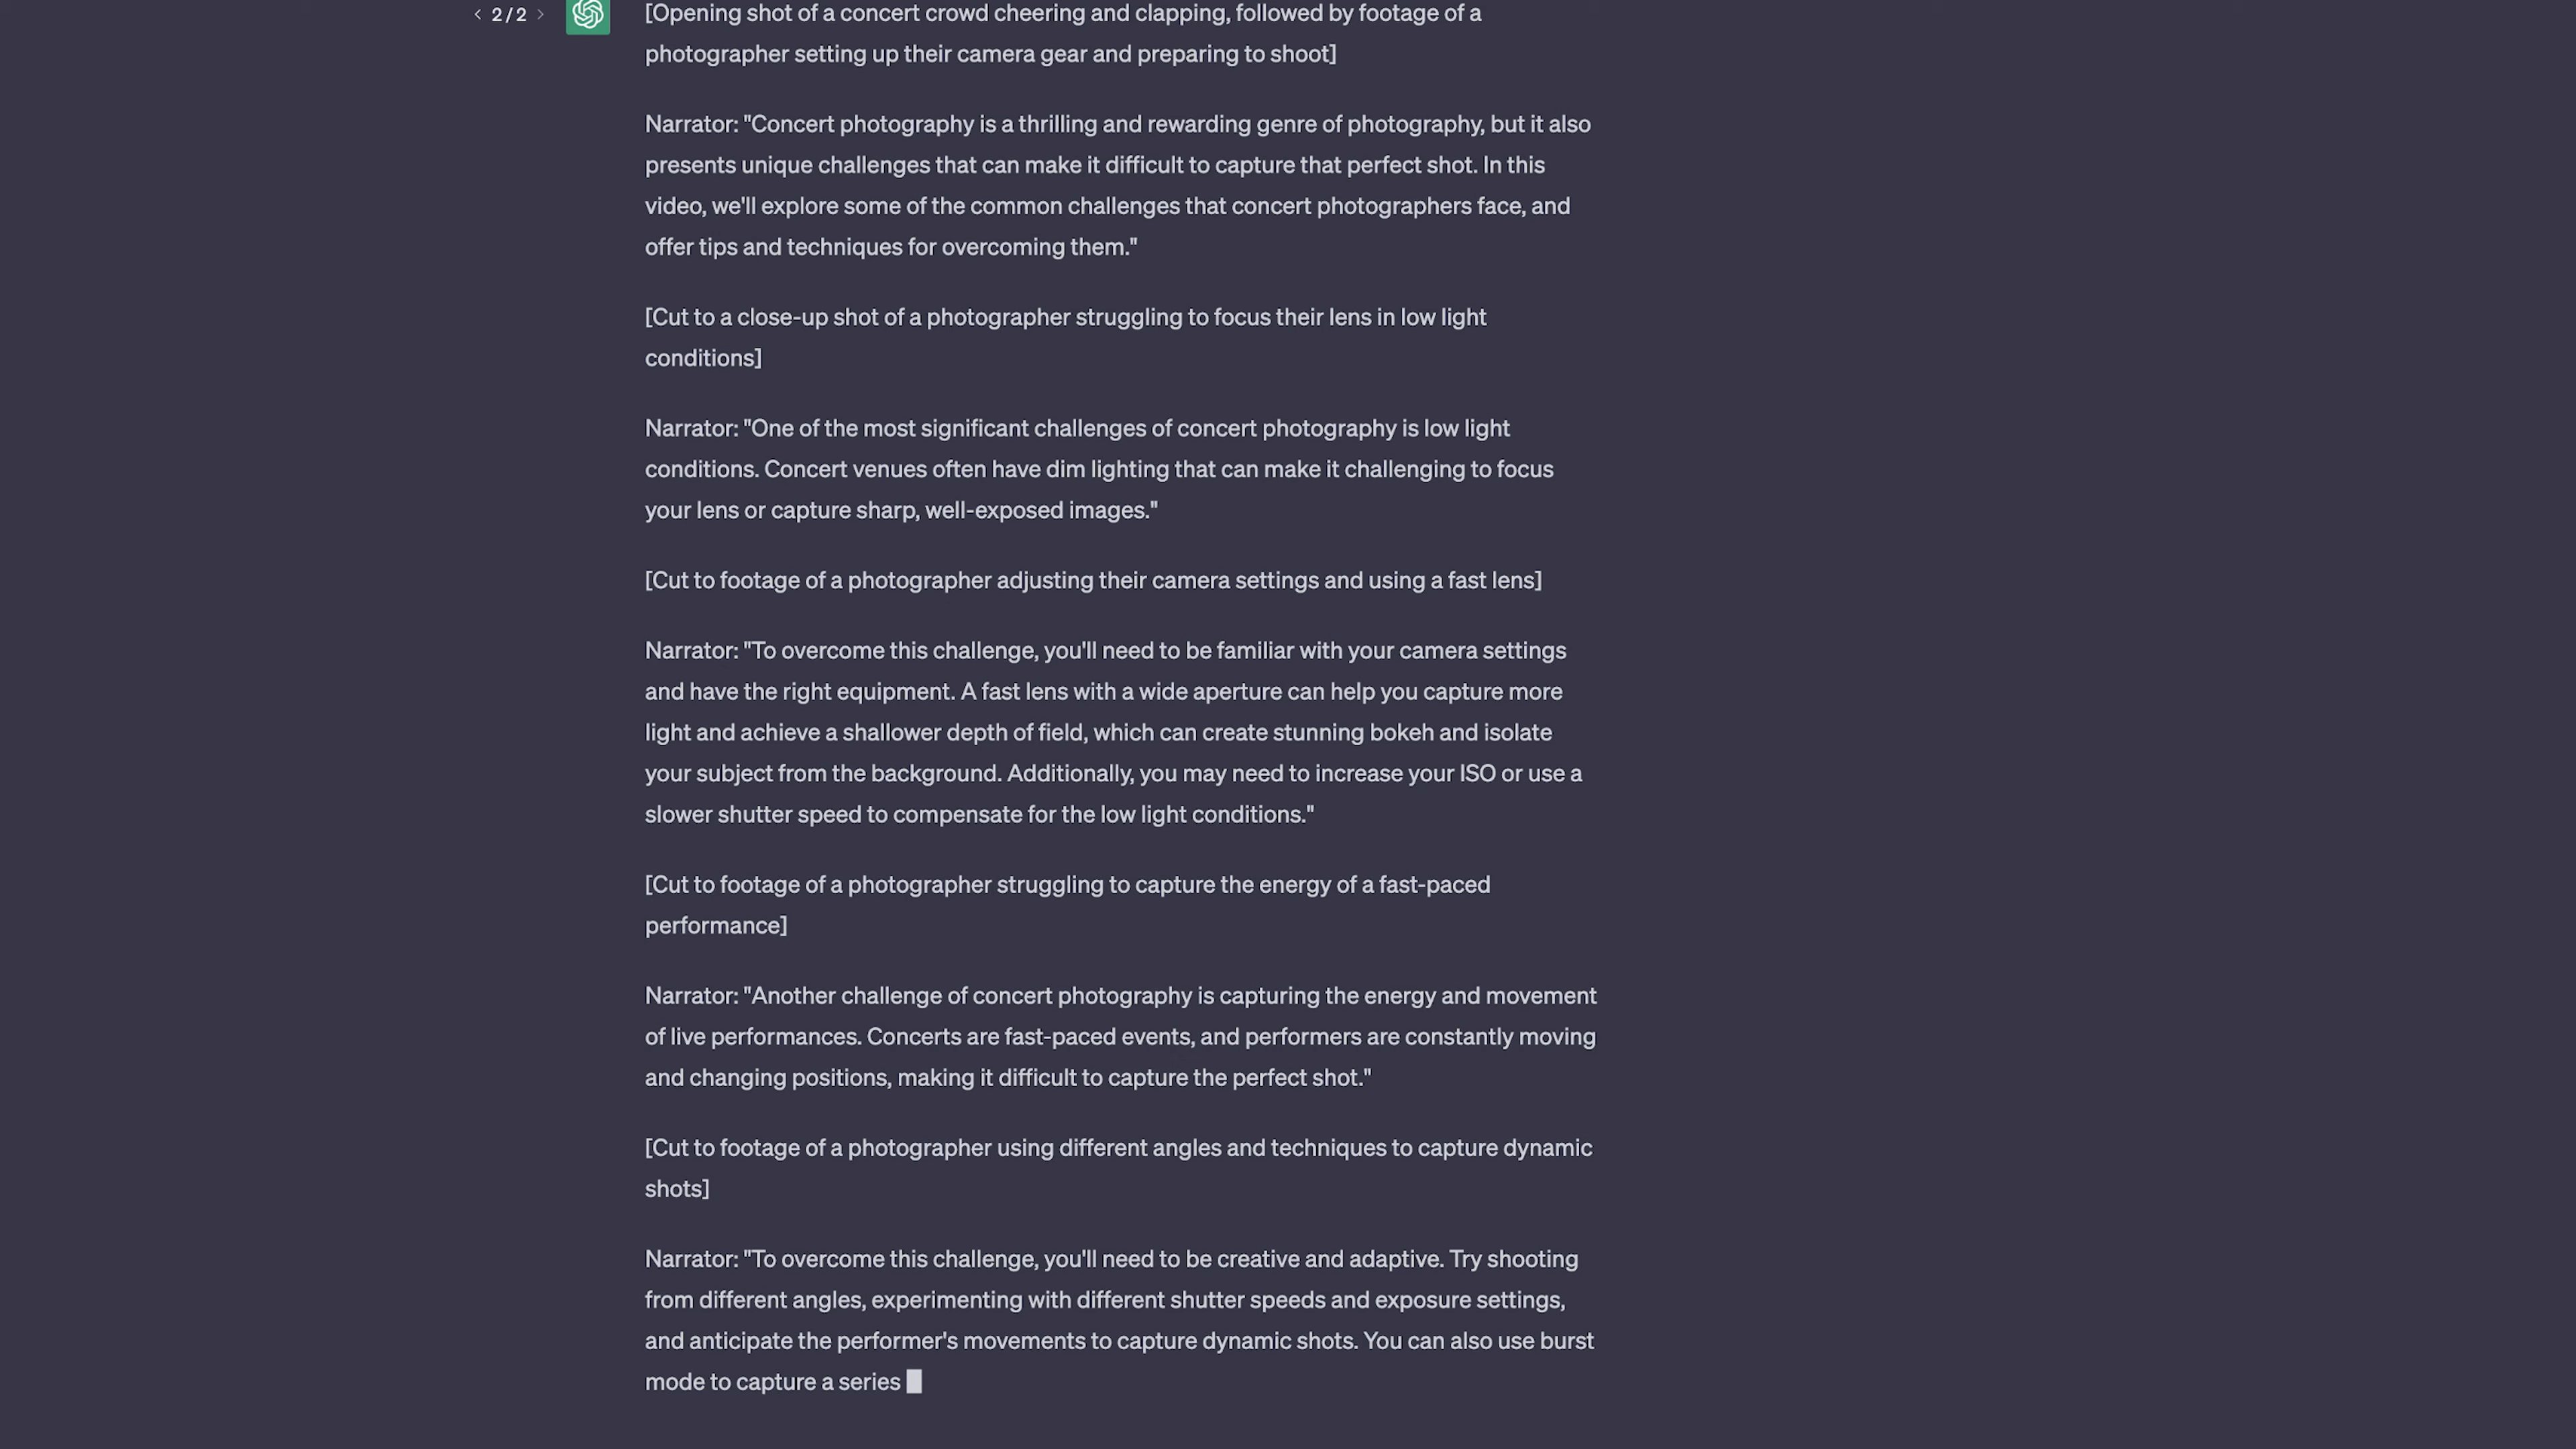 < 2/2 >
[Opening shot of a concert crowd cheering and clapping, followed by footage of a
photographer setting up their camera gear and preparing to shoot]
Narrator: "Concert photography is a thrilling and rewarding genre of photography, but it also
presents unique challenges that can make it difficult to capture that perfect shot. In this
video, we'll explore some of the common challenges that concert photographers face, and
offer tips and techniques for overcoming them."
[Cut to a close-up shot of a photographer struggling to focus their lens in low light
conditions]
Narrator: "One of the most significant challenges of concert photography is low light
conditions. Concert venues often have dim lighting that can make it challenging to focus
your lens or capture sharp, well-exposed images."
[Cut to footage of a photographer adjusting their camera settings and using a fast lens]
Narrator: "To overcome this challenge, you'll need to be familiar with your camera settings
and have the right equipment. A fast lens with a wide aperture can help you capture more
light and achieve a shallower depth of field, which can create stunning bokeh and isolate
your subject from the background. Additionally, you may need to increase your ISO or use a
slower shutter speed to compensate for the low light conditions."
[Cut to footage of a photographer struggling to capture the energy of a fast-paced
performance]
Narrator: "Another challenge of concert photography is capturing the energy and movement
of live performances. Concerts are fast-paced events, and performers are constantly moving
and changing positions, making it difficult to capture the perfect shot."
[Cut to footage of a photographer using different angles and techniques to capture dynamic
shots]
Narrator: "To overcome this challenge, you'll need to be creative and adaptive. Try shooting
from different angles, experimenting with different shutter speeds and exposure settings,
and anticipate the performer's movements to capture dynamic shots. You can also use burst
mode to capture a series